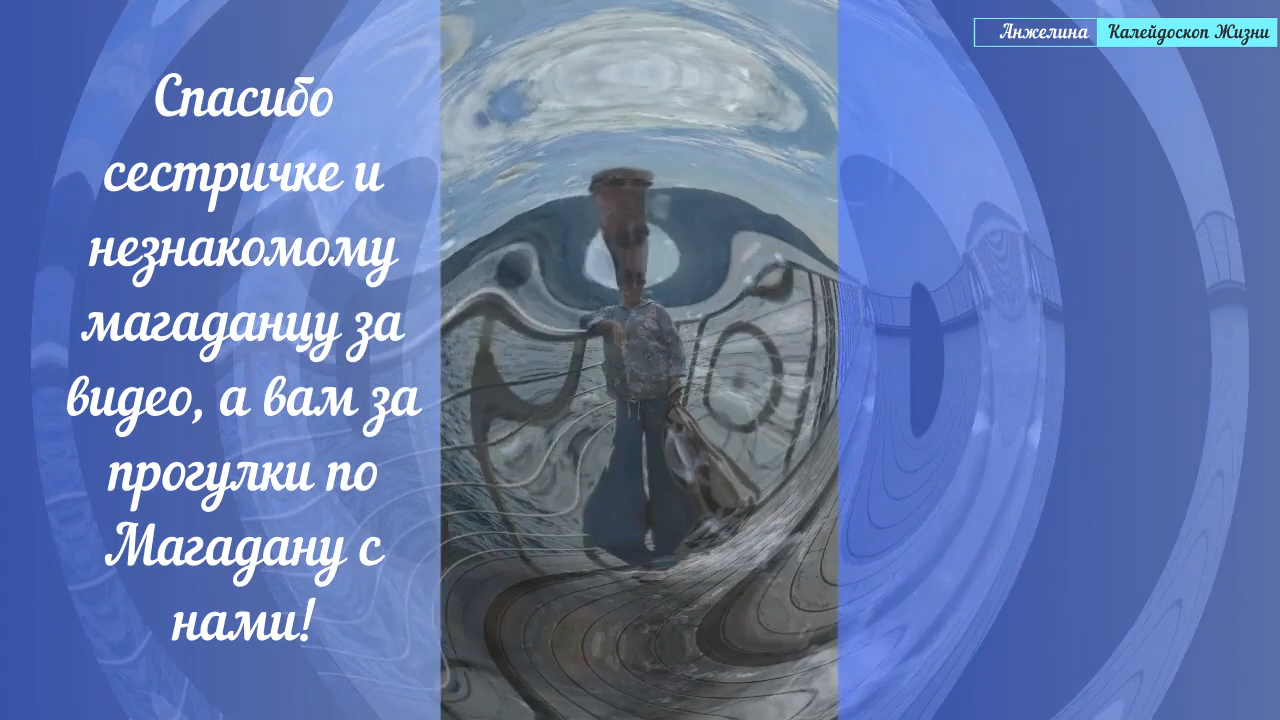 Анжелина Калейдоскоп Жизни
Спасибо
сестричке и
незнакомому
магаданцу за
видео, а вам за
прогулки по
Магадану с
нами!